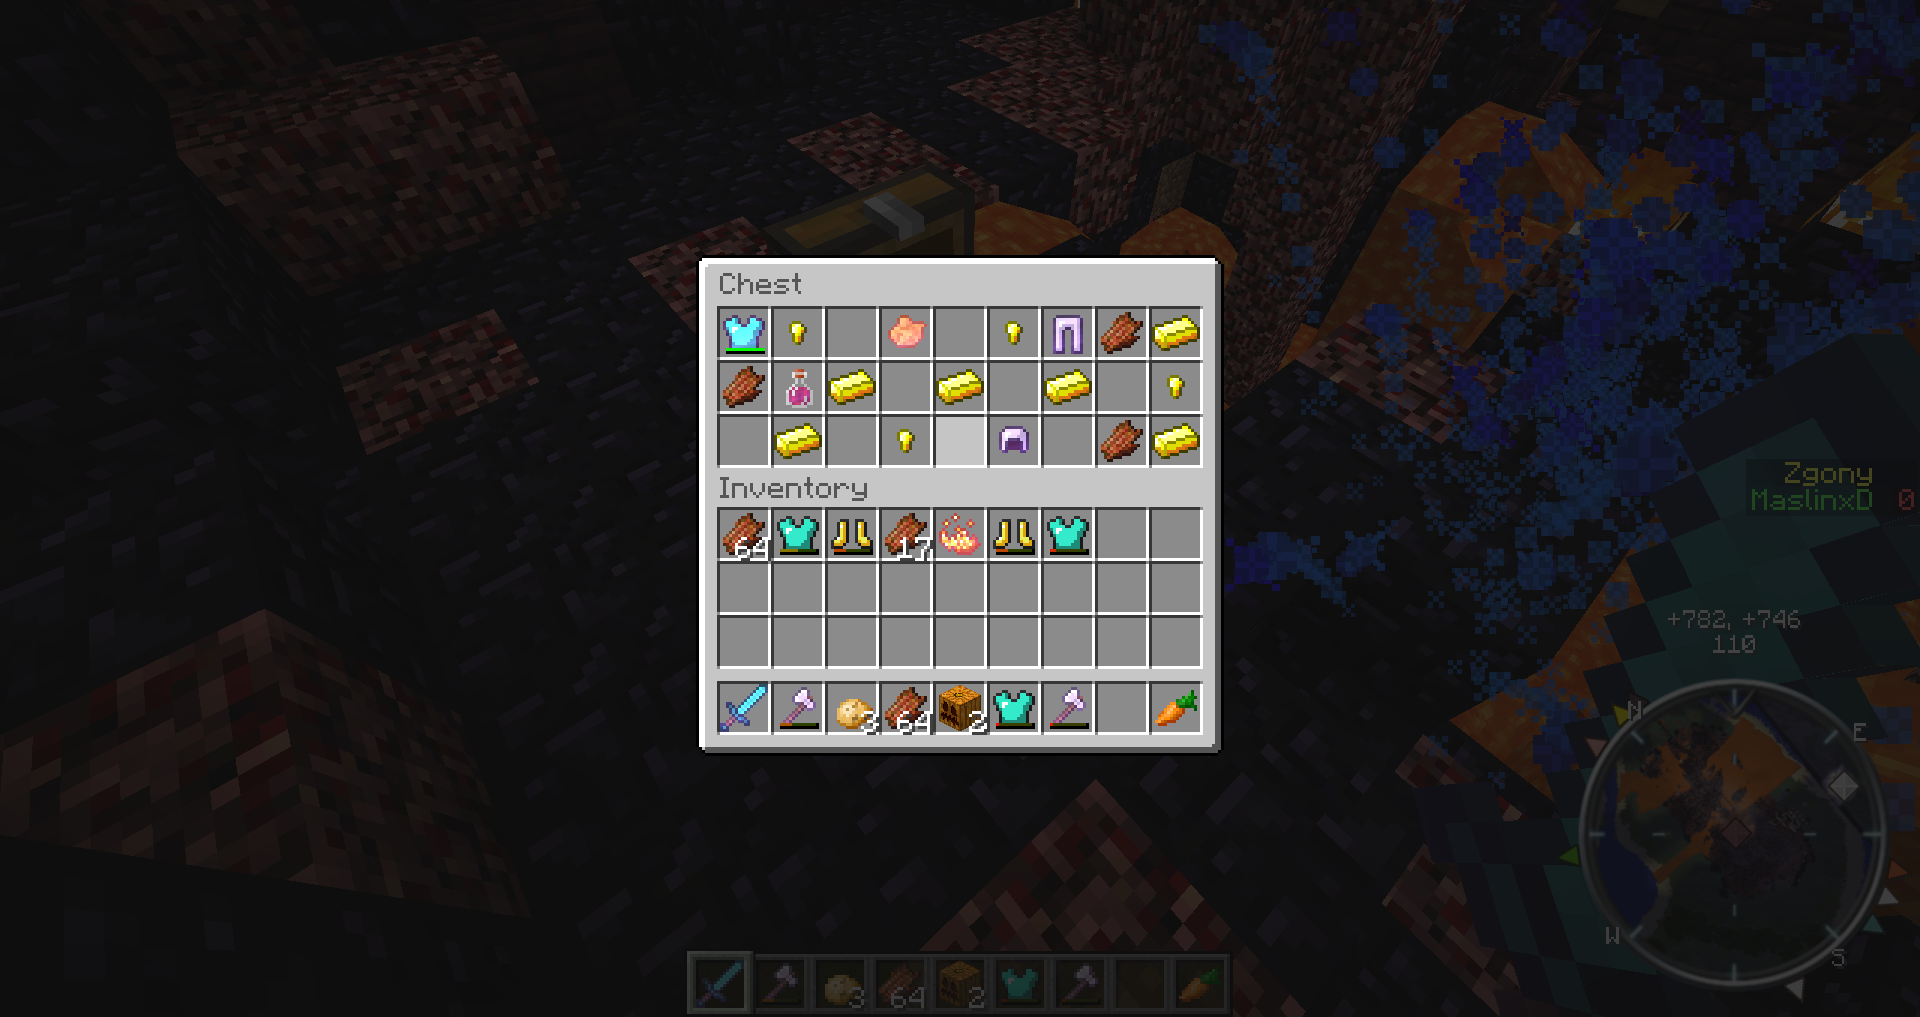 Chest
Inventory
64
17
3
64
2
Zgony
MaslinxD 0
+782, +746
110
N
E
W
S
3
64
2